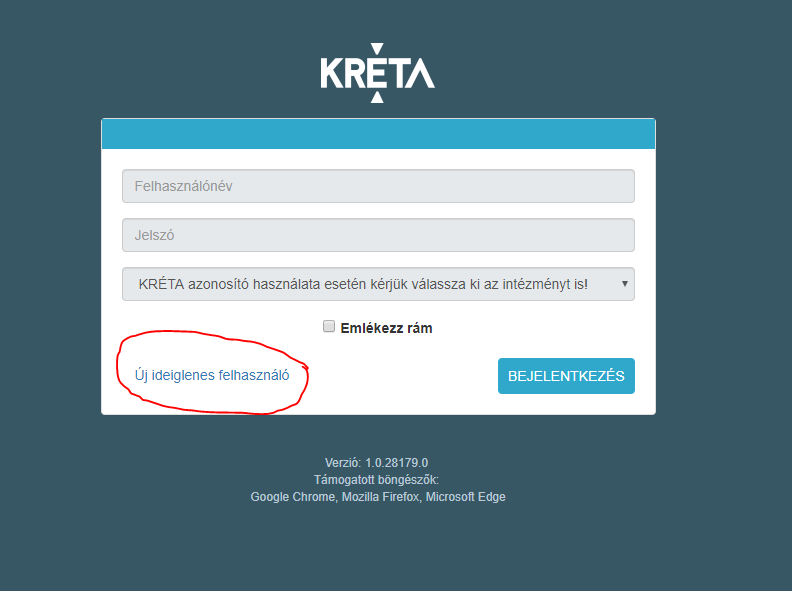 KRÉTA
Felhasználónév
Jelszó
KRÉTA azonosító használata esetén kérjük válassza ki az intézményt is!
Emlékezz rám
Új ideiglenes felhasználó
BEJELENTKEZÉS
Verzió: 1.0.28179.0
Támogatott böngészők:
Google Chrome, Mozilla Firefox, Microsoft Edge